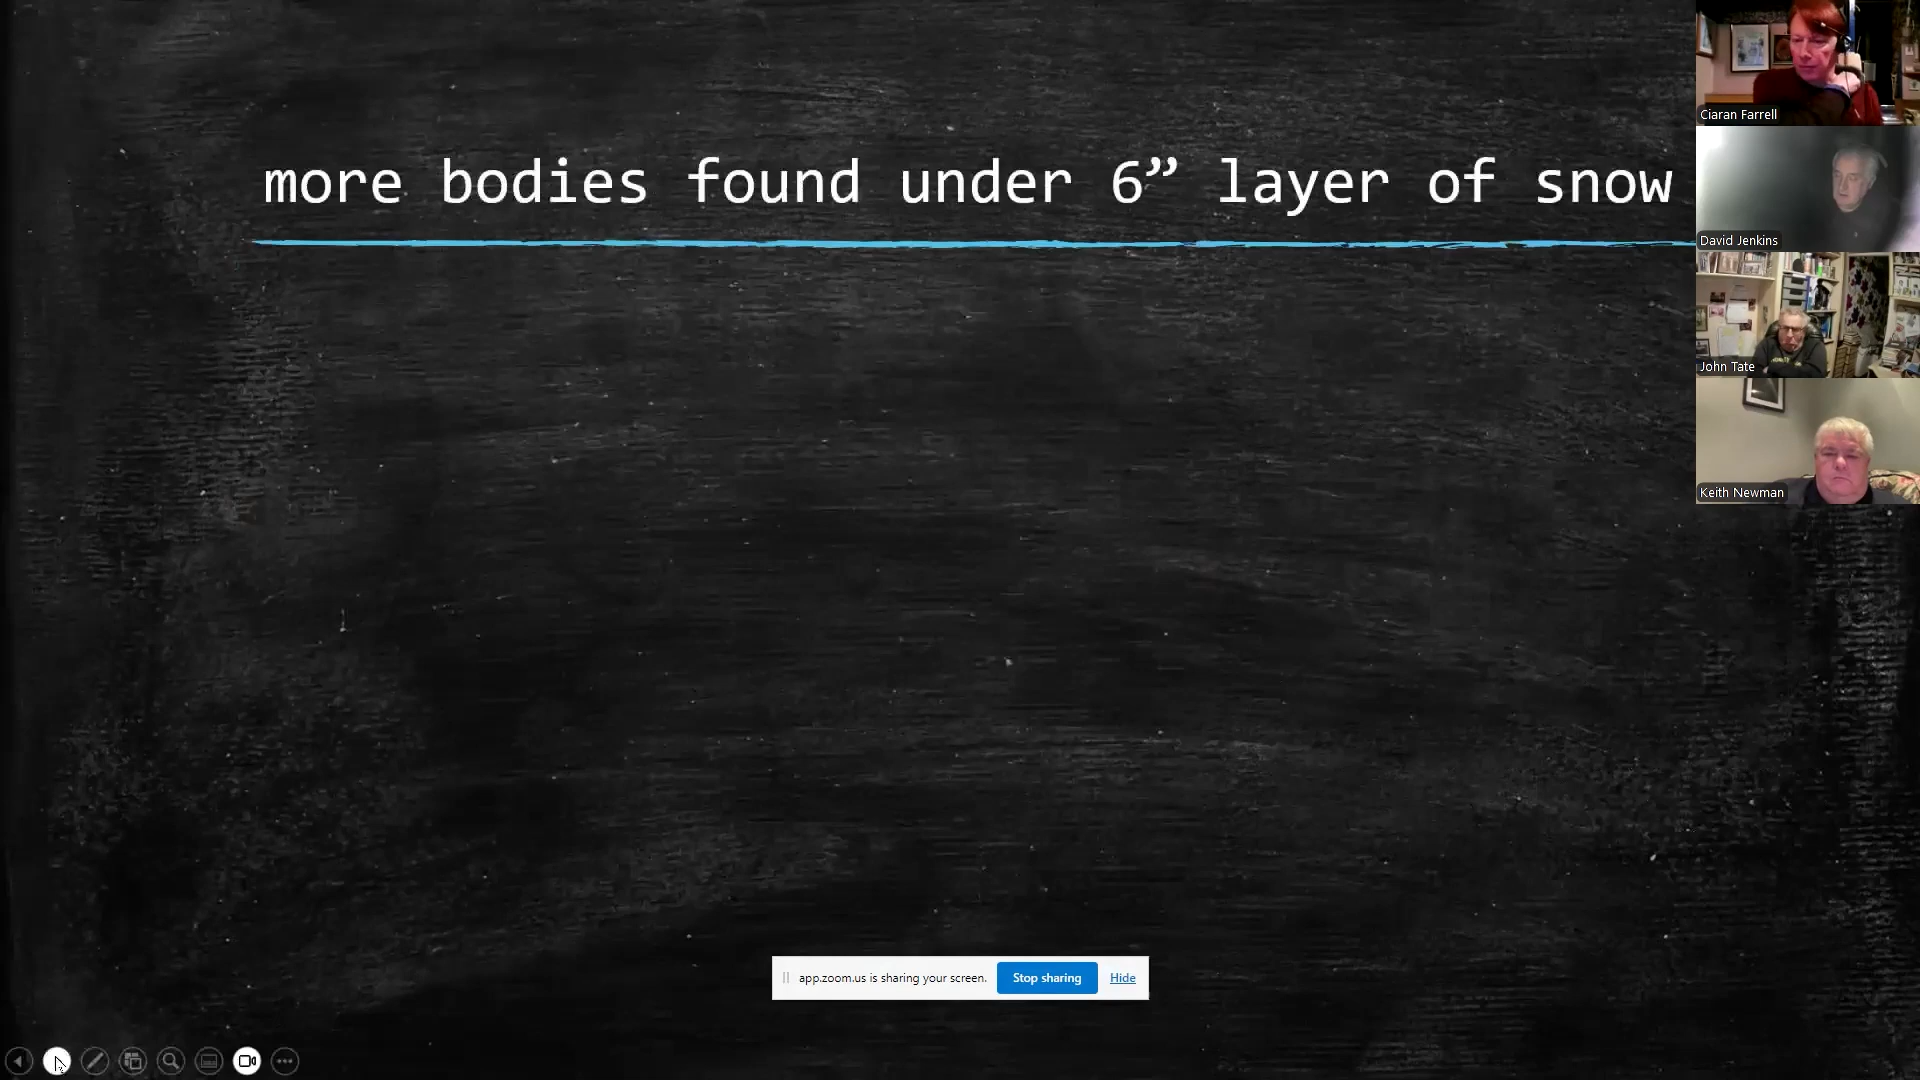 more bodies found under 6” layer of snow
Ciaran Farrell
David Jenkins
John Tate
Keith Newman
app.zoom.us is sharing your screen. Stop sharing Hide